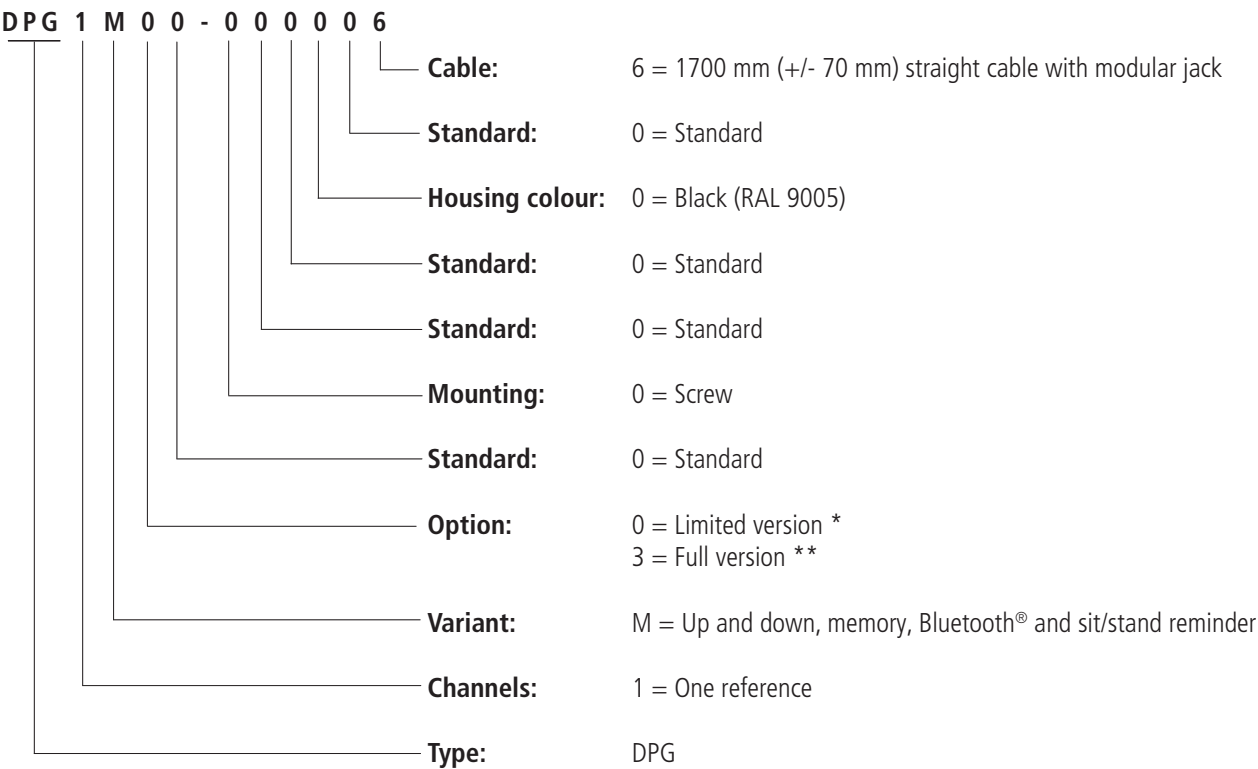 DPG 1 M 0 0 - 0 0 0 0 0 6
Cable: 6 = 1700 mm (+/- 70 mm) straight cable with modular jack
Standard: 0 = Standard
Housing colour: 0 = Black (RAL 9005)
Standard: 0 = Standard
Standard: 0 = Standard
Mounting: 0 = Screw
Standard: 0 = Standard
Option: 0 = Limited version *
3 = Full version **
Variant: M = Up and down, memory, Bluetooth® and sit/stand reminder
Channels: 1 = One reference
Type: DPG